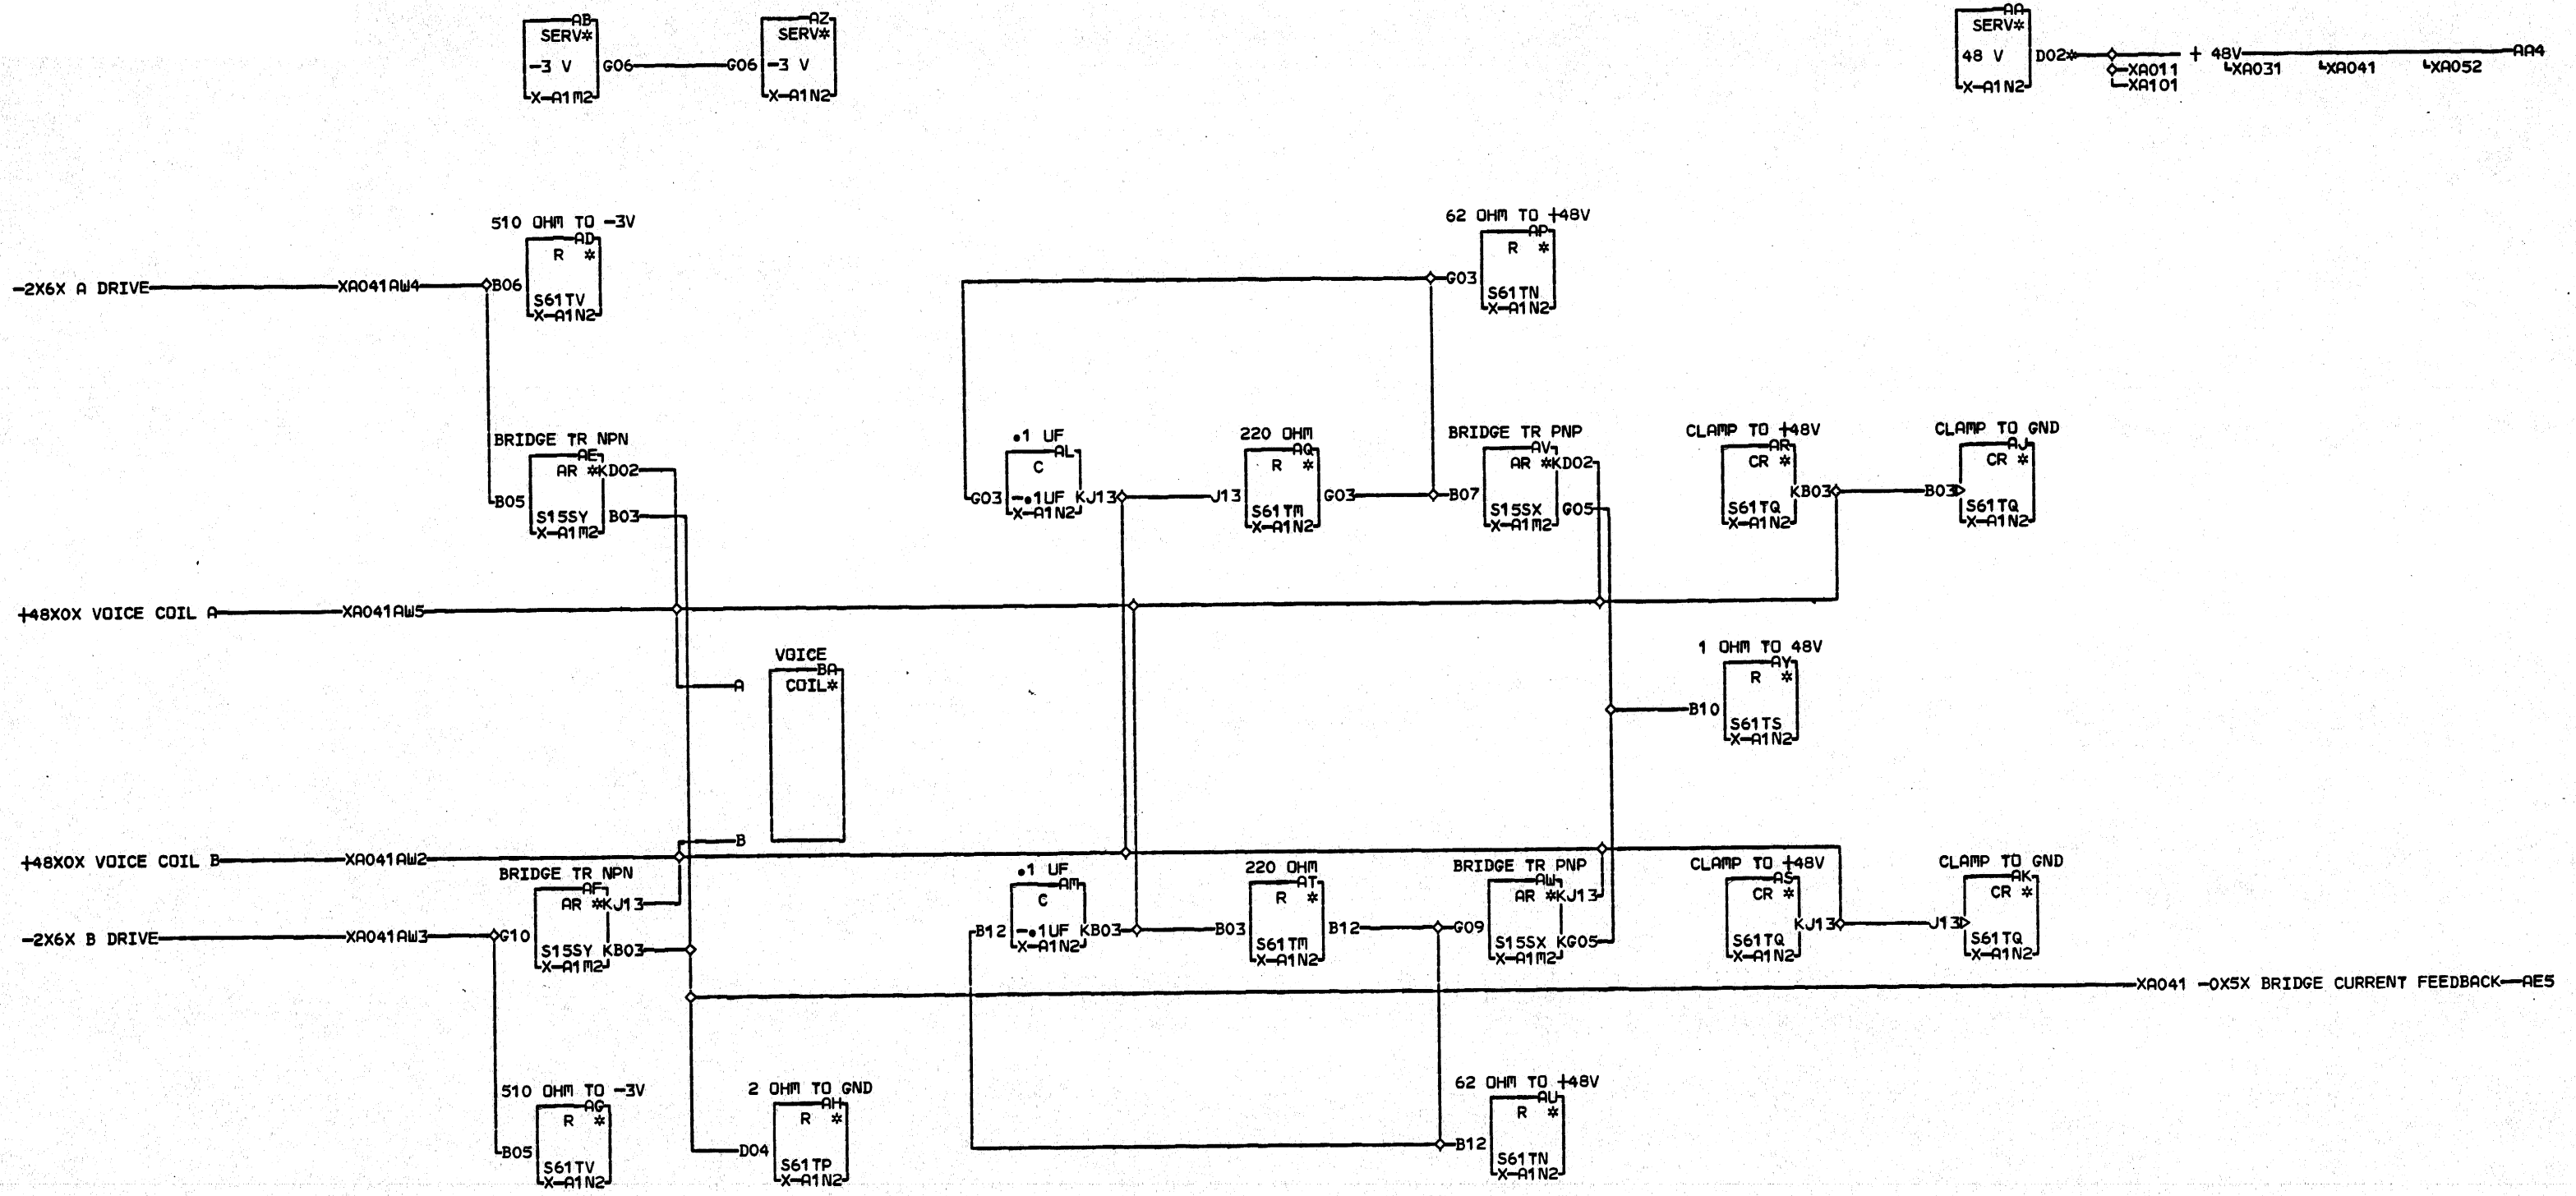 AB
SERV*
-3 V G06
X-A1M2
AZ
SERV*
G06 -3 V
X-A1N2
AA
SERV*
48 V D02*
X-A1N2
+ 48V AA4
XA011 XA031 XA041 XA052
XA101
510 OHM TO -3V
AD
R *
B06
S61TV
X-A1N2
-2X6X A DRIVE XA041AW4
62 OHM TO +48V
AP
R *
G03
S61TN
X-A1N2
BRIDGE TR NPN
AE
AR *KD02
B05
S15SY B03
X-A1M2
.1 UF
AL
C
G03 -.1UF KJ13
X-A1N2
220 OHM
AQ
R *
J13 G03
S61TM
X-A1N2
BRIDGE TR PNP
AV
AR *KD02
B07
S15SX G05
X-A1M2
CLAMP TO +48V
AR
CR *
KB03
S61TQ
X-A1N2
CLAMP TO GND
AJ
CR *
B03
S61TQ
X-A1N2
+48X0X VOICE COIL A XA041AW5
VOICE
BA
COIL*
A
B
1 OHM TO 48V
AY
R *
B10
S61TS
X-A1N2
+48X0X VOICE COIL B XA041AW2
BRIDGE TR NPN
AF
AR *KJ13
G10
S15SY KB03
X-A1M2
-2X6X B DRIVE XA041AW3
.1 UF
AM
C
B12 -.1UF KB03
X-A1N2
220 OHM
AT
R *
B03 B12
S61TM
X-A1N2
BRIDGE TR PNP
AW
AR *KJ13
G09
S15SX KG05
X-A1M2
CLAMP TO +48V
AS
CR *
KJ13
S61TQ
X-A1N2
CLAMP TO GND
AK
CR *
J13
S61TQ
X-A1N2
XA041 -0X5X BRIDGE CURRENT FEEDBACK AE5
510 OHM TO -3V
AG
R *
B05
S61TV
X-A1N2
2 OHM TO GND
AH
R *
D04
S61TP
X-A1N2
62 OHM TO +48V
AU
R *
B12
S61TN
X-A1N2